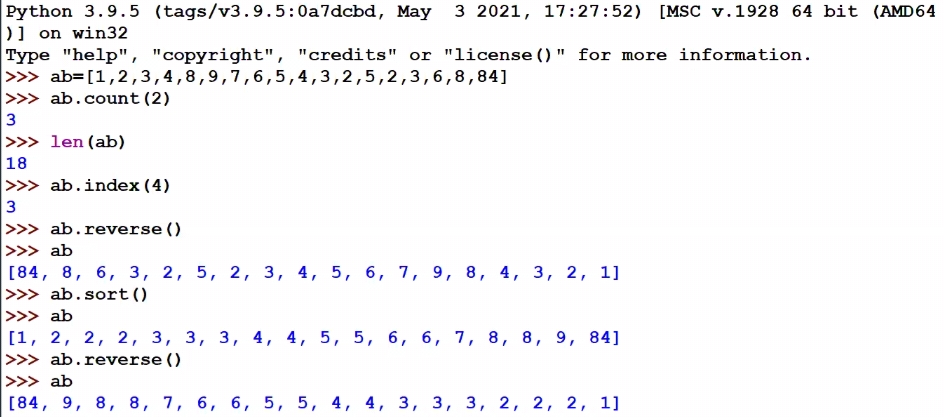 Python 3.9.5 (tags/v3.9.5:0a7dcbd, May  3 2021, 17:27:52) [MSC v.1928 64 bit (AMD64
)] on win32
Type "help", "copyright", "credits" or "license()" for more information.
>>> ab=[1,2,3,4,8,9,7,6,5,4,3,2,5,2,3,6,8,84]
>>> ab.count(2)
3
>>> len(ab)
18
>>> ab.index(4)
3
>>> ab.reverse()
>>> ab
[84, 8, 6, 3, 2, 5, 2, 3, 4, 5, 6, 7, 9, 8, 4, 3, 2, 1]
>>> ab.sort()
>>> ab
[1, 2, 2, 2, 3, 3, 3, 4, 4, 5, 5, 6, 6, 7, 8, 8, 9, 84]
>>> ab.reverse()
>>> ab
[84, 9, 8, 8, 7, 6, 6, 5, 5, 4, 4, 3, 3, 3, 2, 2, 2, 1]